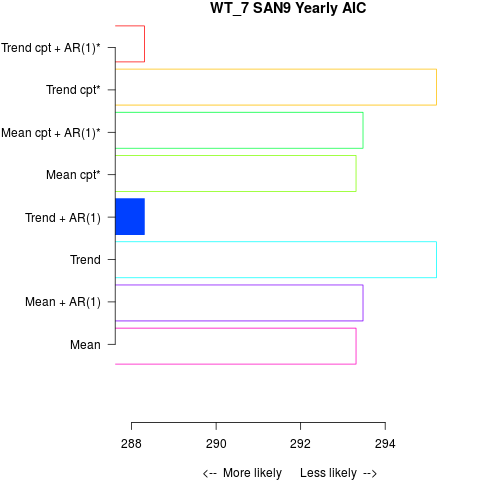 WT_7 SAN9 Yearly AIC
Trend cpt + AR(1)*
Trend cpt*
Mean cpt + AR(1)*
Mean cpt*
Trend + AR(1)
Trend
Mean + AR(1)
Mean
288 290 292 294
<-- More likely Less likely -->